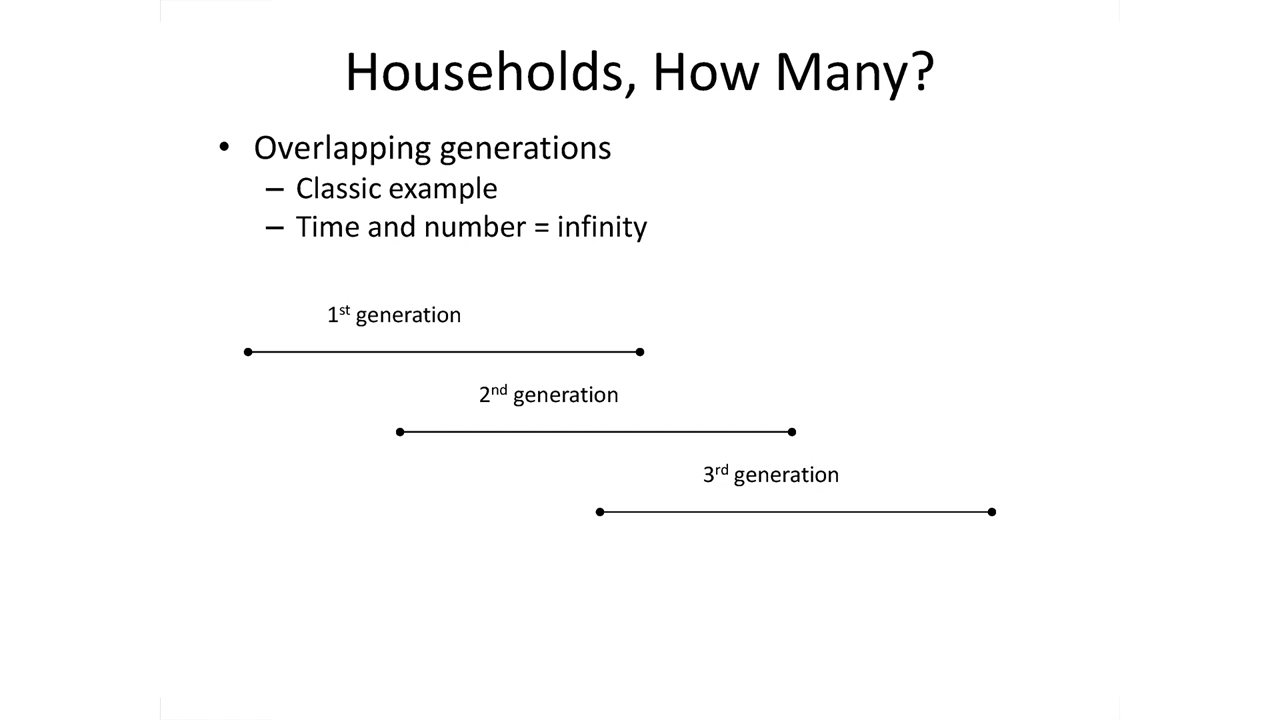 Households, How Many?
• Overlapping generations
– Classic example
– Time and number = infinity
1st generation
2nd generation
3rd generation